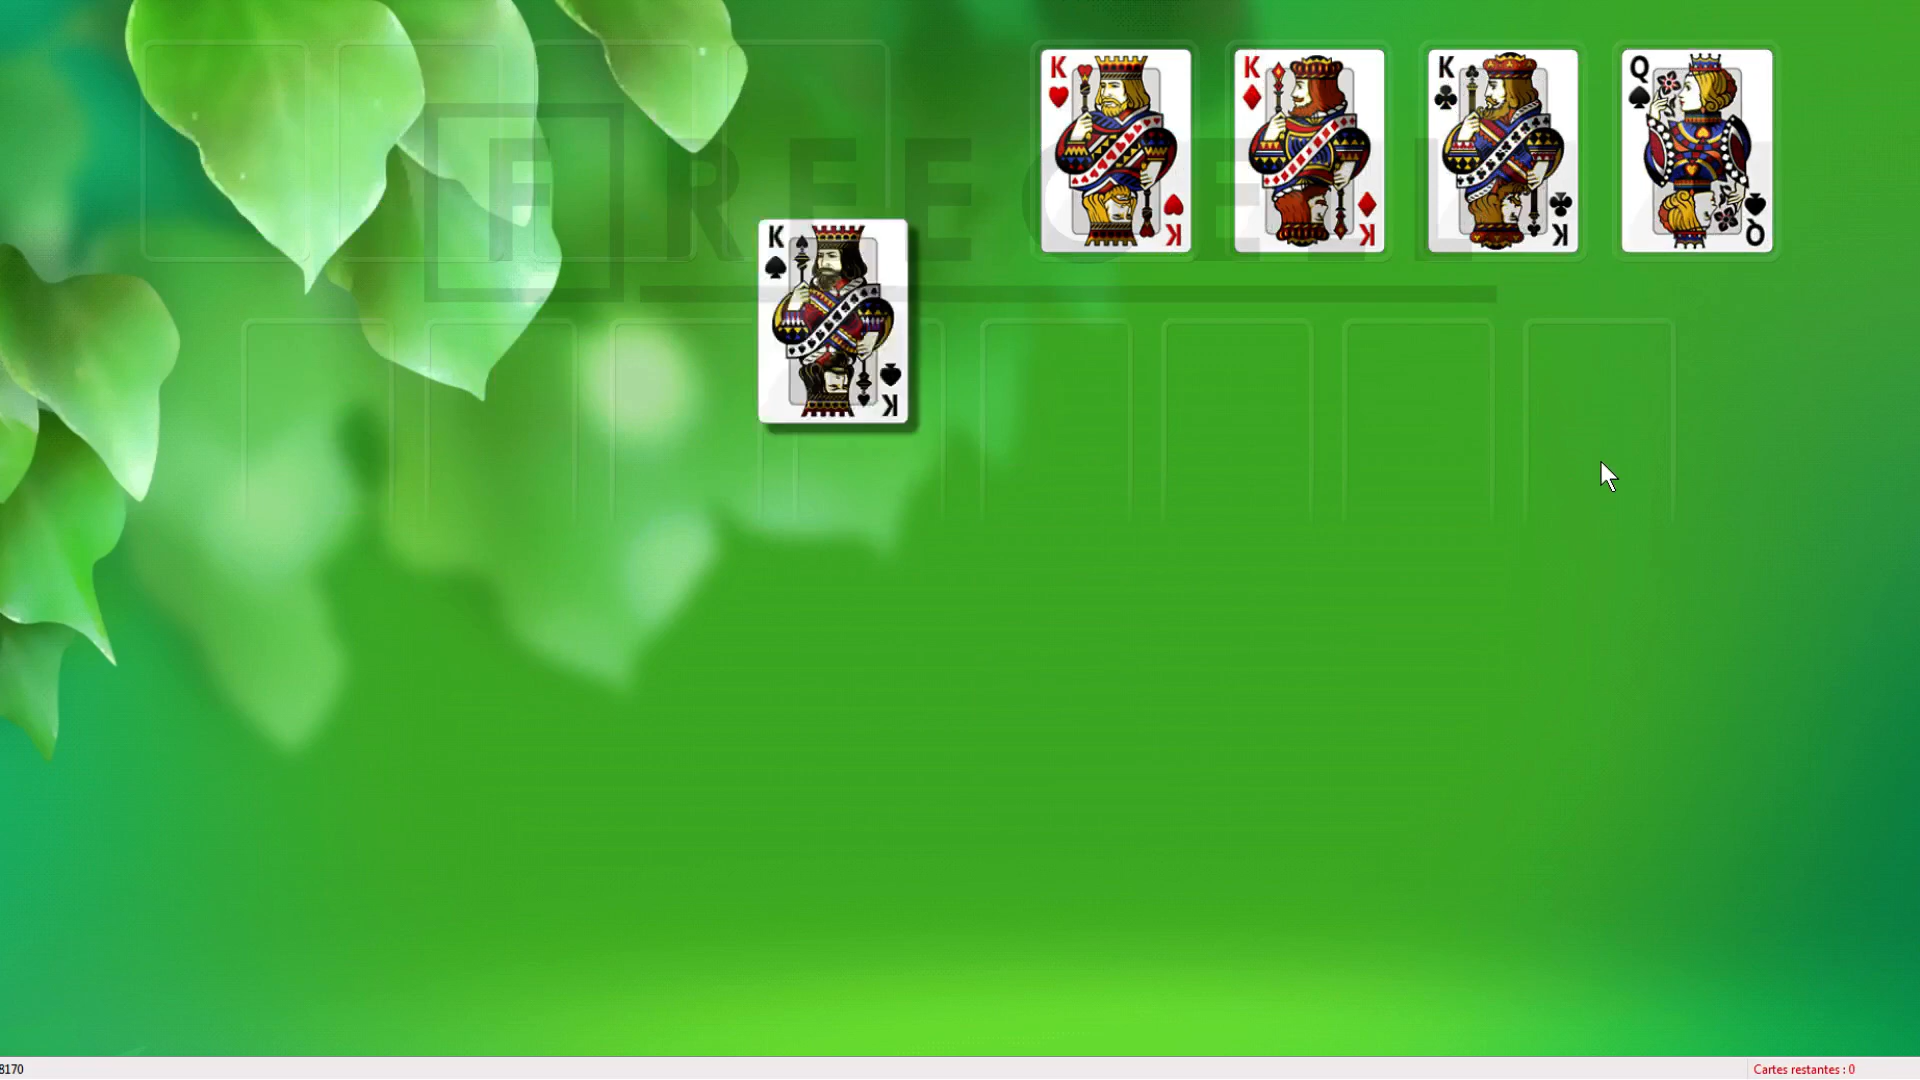 K K K Q
FREECELL
K K K Q
K
K
8170 Cartes restantes : 0